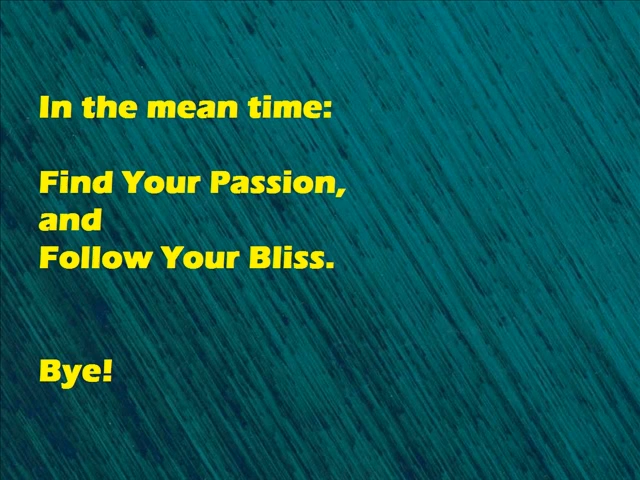 In the mean time:
Find Your Passion,
and
Follow Your Bliss.
Bye!